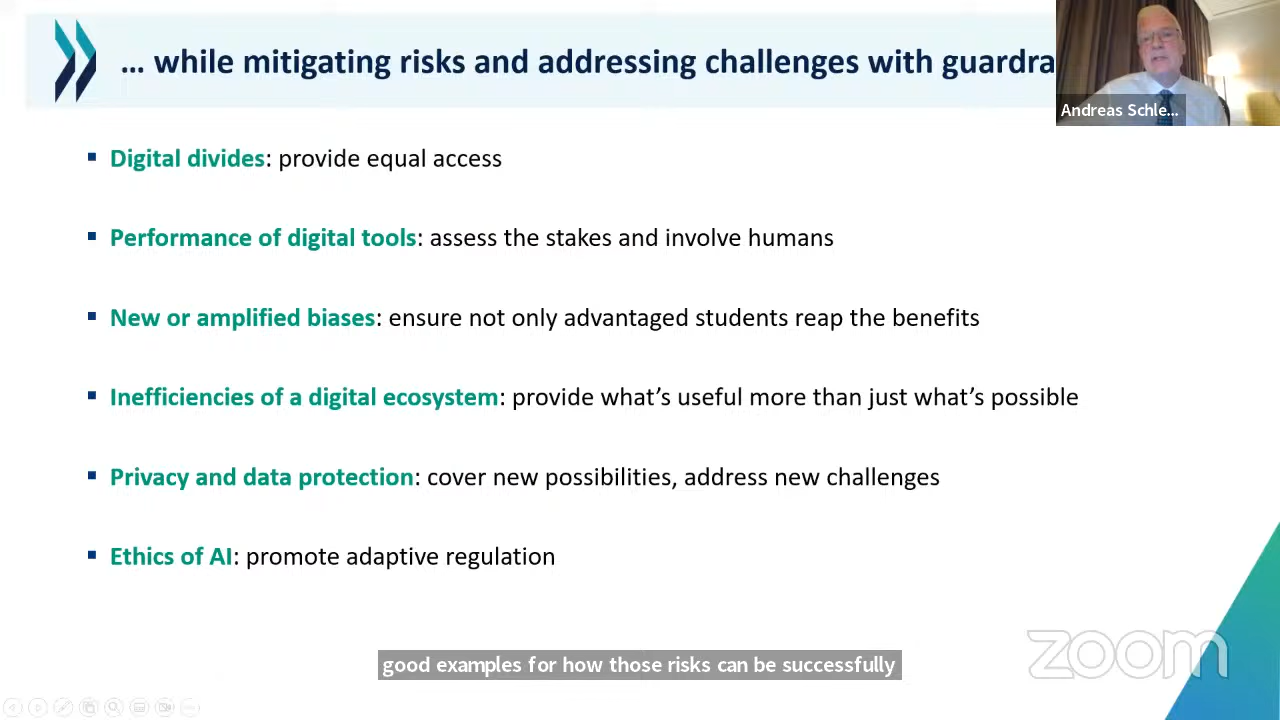 … while mitigating risks and addressing challenges with guardra
Andreas Schle...
Digital divides: provide equal access
Performance of digital tools: assess the stakes and involve humans
New or amplified biases: ensure not only advantaged students reap the benefits
Inefficiencies of a digital ecosystem: provide what’s useful more than just what’s possible
Privacy and data protection: cover new possibilities, address new challenges
Ethics of AI: promote adaptive regulation
good examples for how those risks can be successfully
zoom